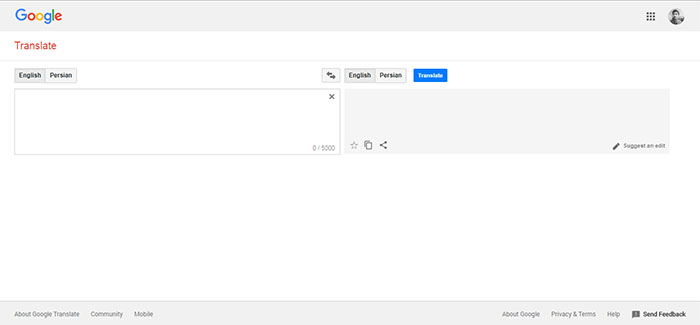 Google
Translate
English Persian English Persian Translate
0 / 5000
Suggest an edit
About Google Translate Community Mobile About Google Privacy & Terms Help Send Feedback